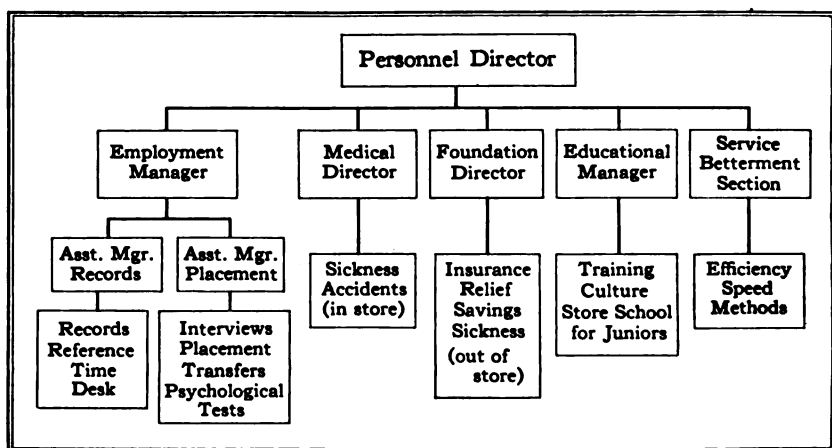 Personnel Director
Employment
Manager
Medical
Director
Foundation
Director
Educational
Manager
Service
Betterment
Section
Asst. Mgr.
Records
Asst. Mgr.
Placement
Sickness
Accidents
(in store)
Insurance
Relief
Savings
Sickness
(out of
store)
Training
Culture
Store School
for Juniors
Efficiency
Speed
Methods
Records
Reference
Time
Desk
Interviews
Placement
Transfers
Psychological
Tests